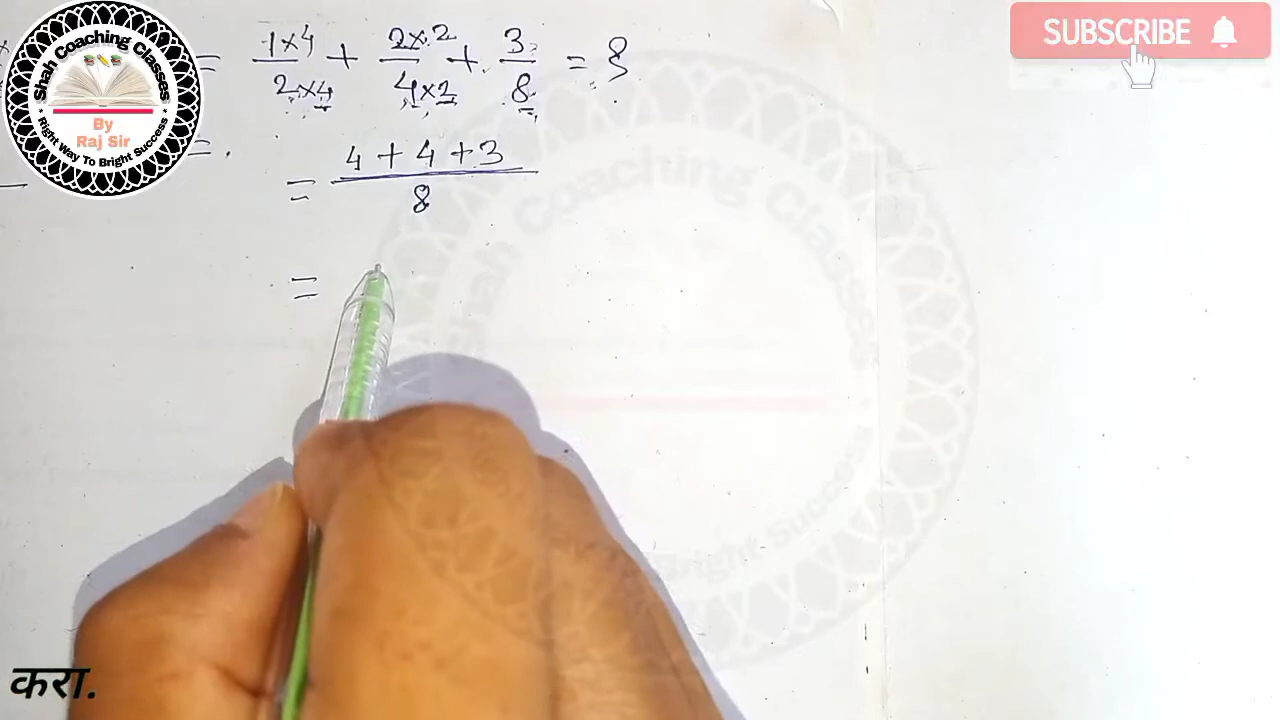 SUBSCRIBE
Shah Coaching Classes
By
Raj Sir
Right Way To Bright Success
= 1×4/2×4 + 2×2/4×2 + 3/8 = 8
= .
= 4 + 4 + 3 / 8
=
करा.